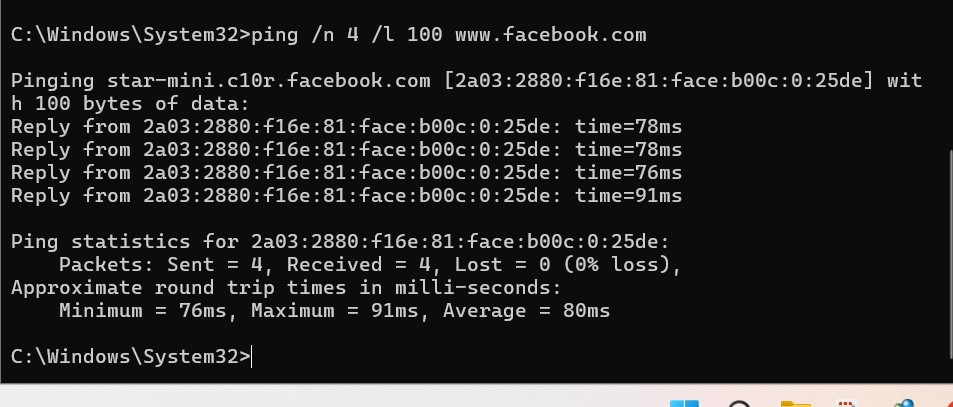 C:\Windows\System32>ping /n 4 /l 100 www.facebook.com
Pinging star-mini.c10r.facebook.com [2a03:2880:f16e:81:face:b00c:0:25de] wit
h 100 bytes of data:
Reply from 2a03:2880:f16e:81:face:b00c:0:25de: time=78ms
Reply from 2a03:2880:f16e:81:face:b00c:0:25de: time=78ms
Reply from 2a03:2880:f16e:81:face:b00c:0:25de: time=76ms
Reply from 2a03:2880:f16e:81:face:b00c:0:25de: time=91ms
Ping statistics for 2a03:2880:f16e:81:face:b00c:0:25de:
    Packets: Sent = 4, Received = 4, Lost = 0 (0% loss),
Approximate round trip times in milli-seconds:
    Minimum = 76ms, Maximum = 91ms, Average = 80ms
C:\Windows\System32>